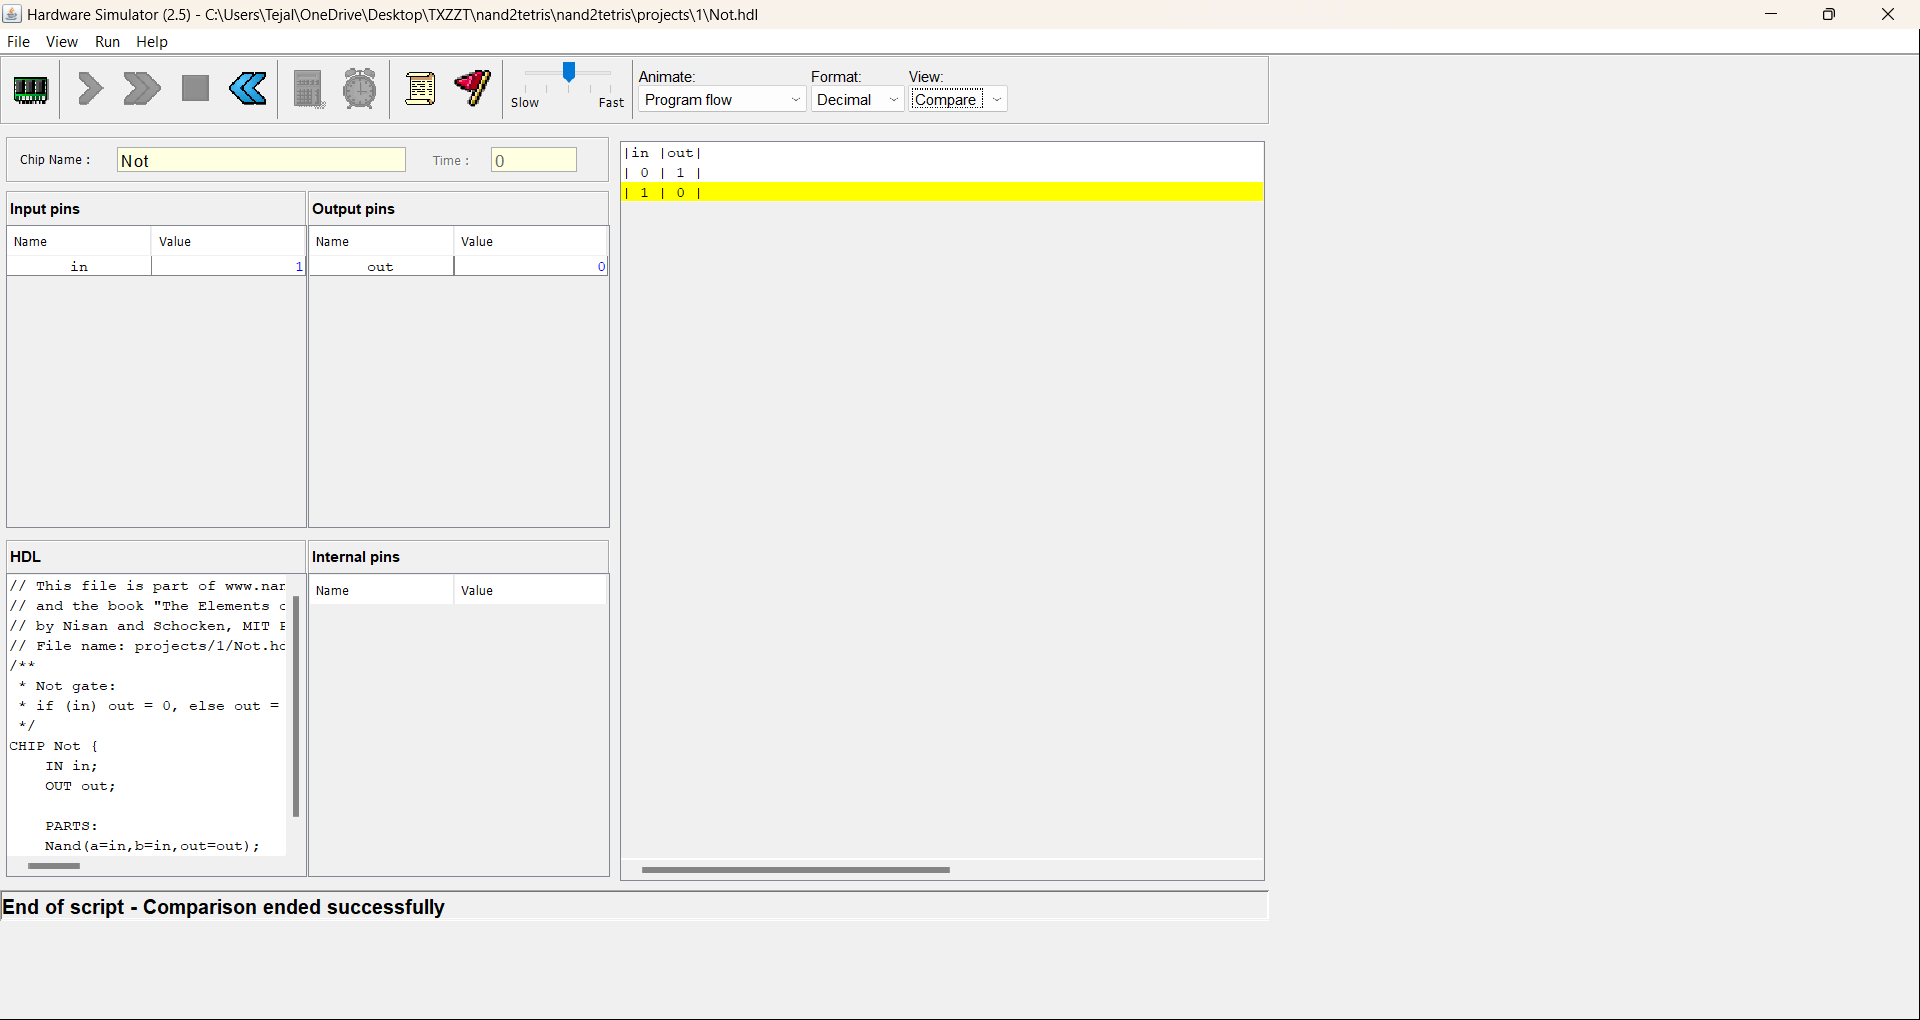 Hardware Simulator (2.5) - C:\Users\Tejal\OneDrive\Desktop\TXZZT\nand2tetris\nand2tetris\projects\1\Not.hdl
File View Run Help
Animate: Format: View:
Slow Fast Program flow Decimal Compare
Chip Name : Not Time : 0
Input pins Output pins
Name Value Name Value
in 1 out 0
|in |out|
| 0 | 1 |
| 1 | 0 |
HDL Internal pins
Name Value
// This file is part of www.nan
// and the book "The Elements o
// by Nisan and Schocken, MIT P
// File name: projects/1/Not.hd
/**
* Not gate:
* if (in) out = 0, else out =
*/
CHIP Not {
IN in;
OUT out;
PARTS:
Nand(a=in,b=in,out=out);
End of script - Comparison ended successfully